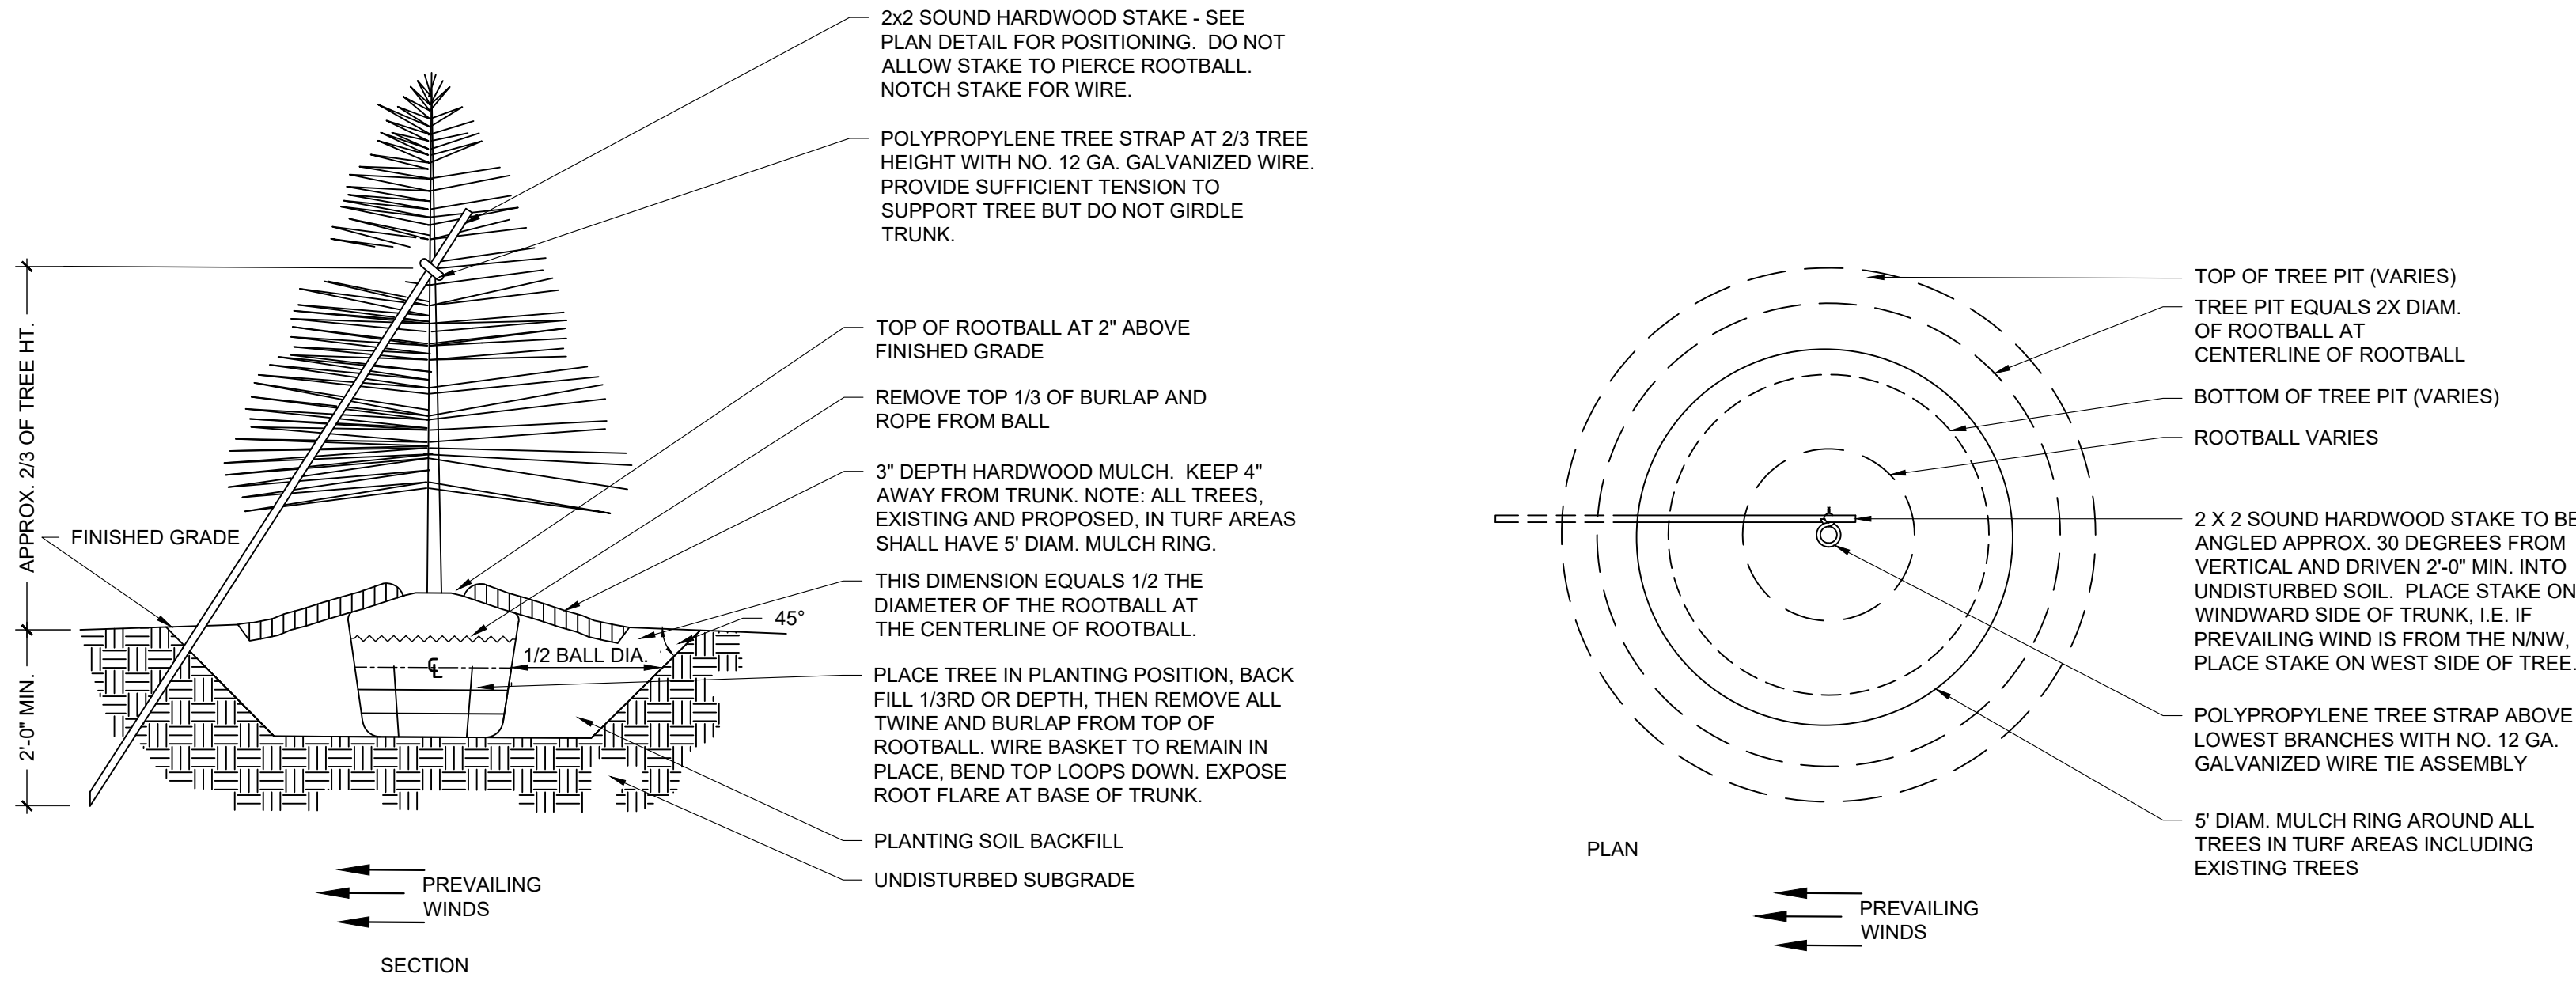 2x2 SOUND HARDWOOD STAKE - SEE
PLAN DETAIL FOR POSITIONING.  DO NOT
ALLOW STAKE TO PIERCE ROOTBALL.
NOTCH STAKE FOR WIRE.
POLYPROPYLENE TREE STRAP AT 2/3 TREE
HEIGHT WITH NO. 12 GA. GALVANIZED WIRE.
PROVIDE SUFFICIENT TENSION TO
SUPPORT TREE BUT DO NOT GIRDLE
TRUNK.
TOP OF ROOTBALL AT 2" ABOVE
FINISHED GRADE
REMOVE TOP 1/3 OF BURLAP AND
ROPE FROM BALL
3" DEPTH HARDWOOD MULCH.  KEEP 4"
AWAY FROM TRUNK. NOTE: ALL TREES,
EXISTING AND PROPOSED, IN TURF AREAS
SHALL HAVE 5' DIAM. MULCH RING.
THIS DIMENSION EQUALS 1/2 THE
DIAMETER OF THE ROOTBALL AT
THE CENTERLINE OF ROOTBALL.
45°
PLACE TREE IN PLANTING POSITION, BACK
FILL 1/3RD OR DEPTH, THEN REMOVE ALL
TWINE AND BURLAP FROM TOP OF
ROOTBALL. WIRE BASKET TO REMAIN IN
PLACE, BEND TOP LOOPS DOWN. EXPOSE
ROOT FLARE AT BASE OF TRUNK.
PLANTING SOIL BACKFILL
UNDISTURBED SUBGRADE
APPROX. 2/3 OF TREE HT.
2'-0" MIN.
FINISHED GRADE
℄
1/2 BALL DIA.
PREVAILING
WINDS
SECTION
TOP OF TREE PIT (VARIES)
TREE PIT EQUALS 2X DIAM.
OF ROOTBALL AT
CENTERLINE OF ROOTBALL
BOTTOM OF TREE PIT (VARIES)
ROOTBALL VARIES
2 X 2 SOUND HARDWOOD STAKE TO BE
ANGLED APPROX. 30 DEGREES FROM
VERTICAL AND DRIVEN 2'-0" MIN. INTO
UNDISTURBED SOIL.  PLACE STAKE ON
WINDWARD SIDE OF TRUNK, I.E. IF
PREVAILING WIND IS FROM THE N/NW,
PLACE STAKE ON WEST SIDE OF TREE.
POLYPROPYLENE TREE STRAP ABOVE
LOWEST BRANCHES WITH NO. 12 GA.
GALVANIZED WIRE TIE ASSEMBLY
5' DIAM. MULCH RING AROUND ALL
TREES IN TURF AREAS INCLUDING
EXISTING TREES
PLAN
PREVAILING
WINDS